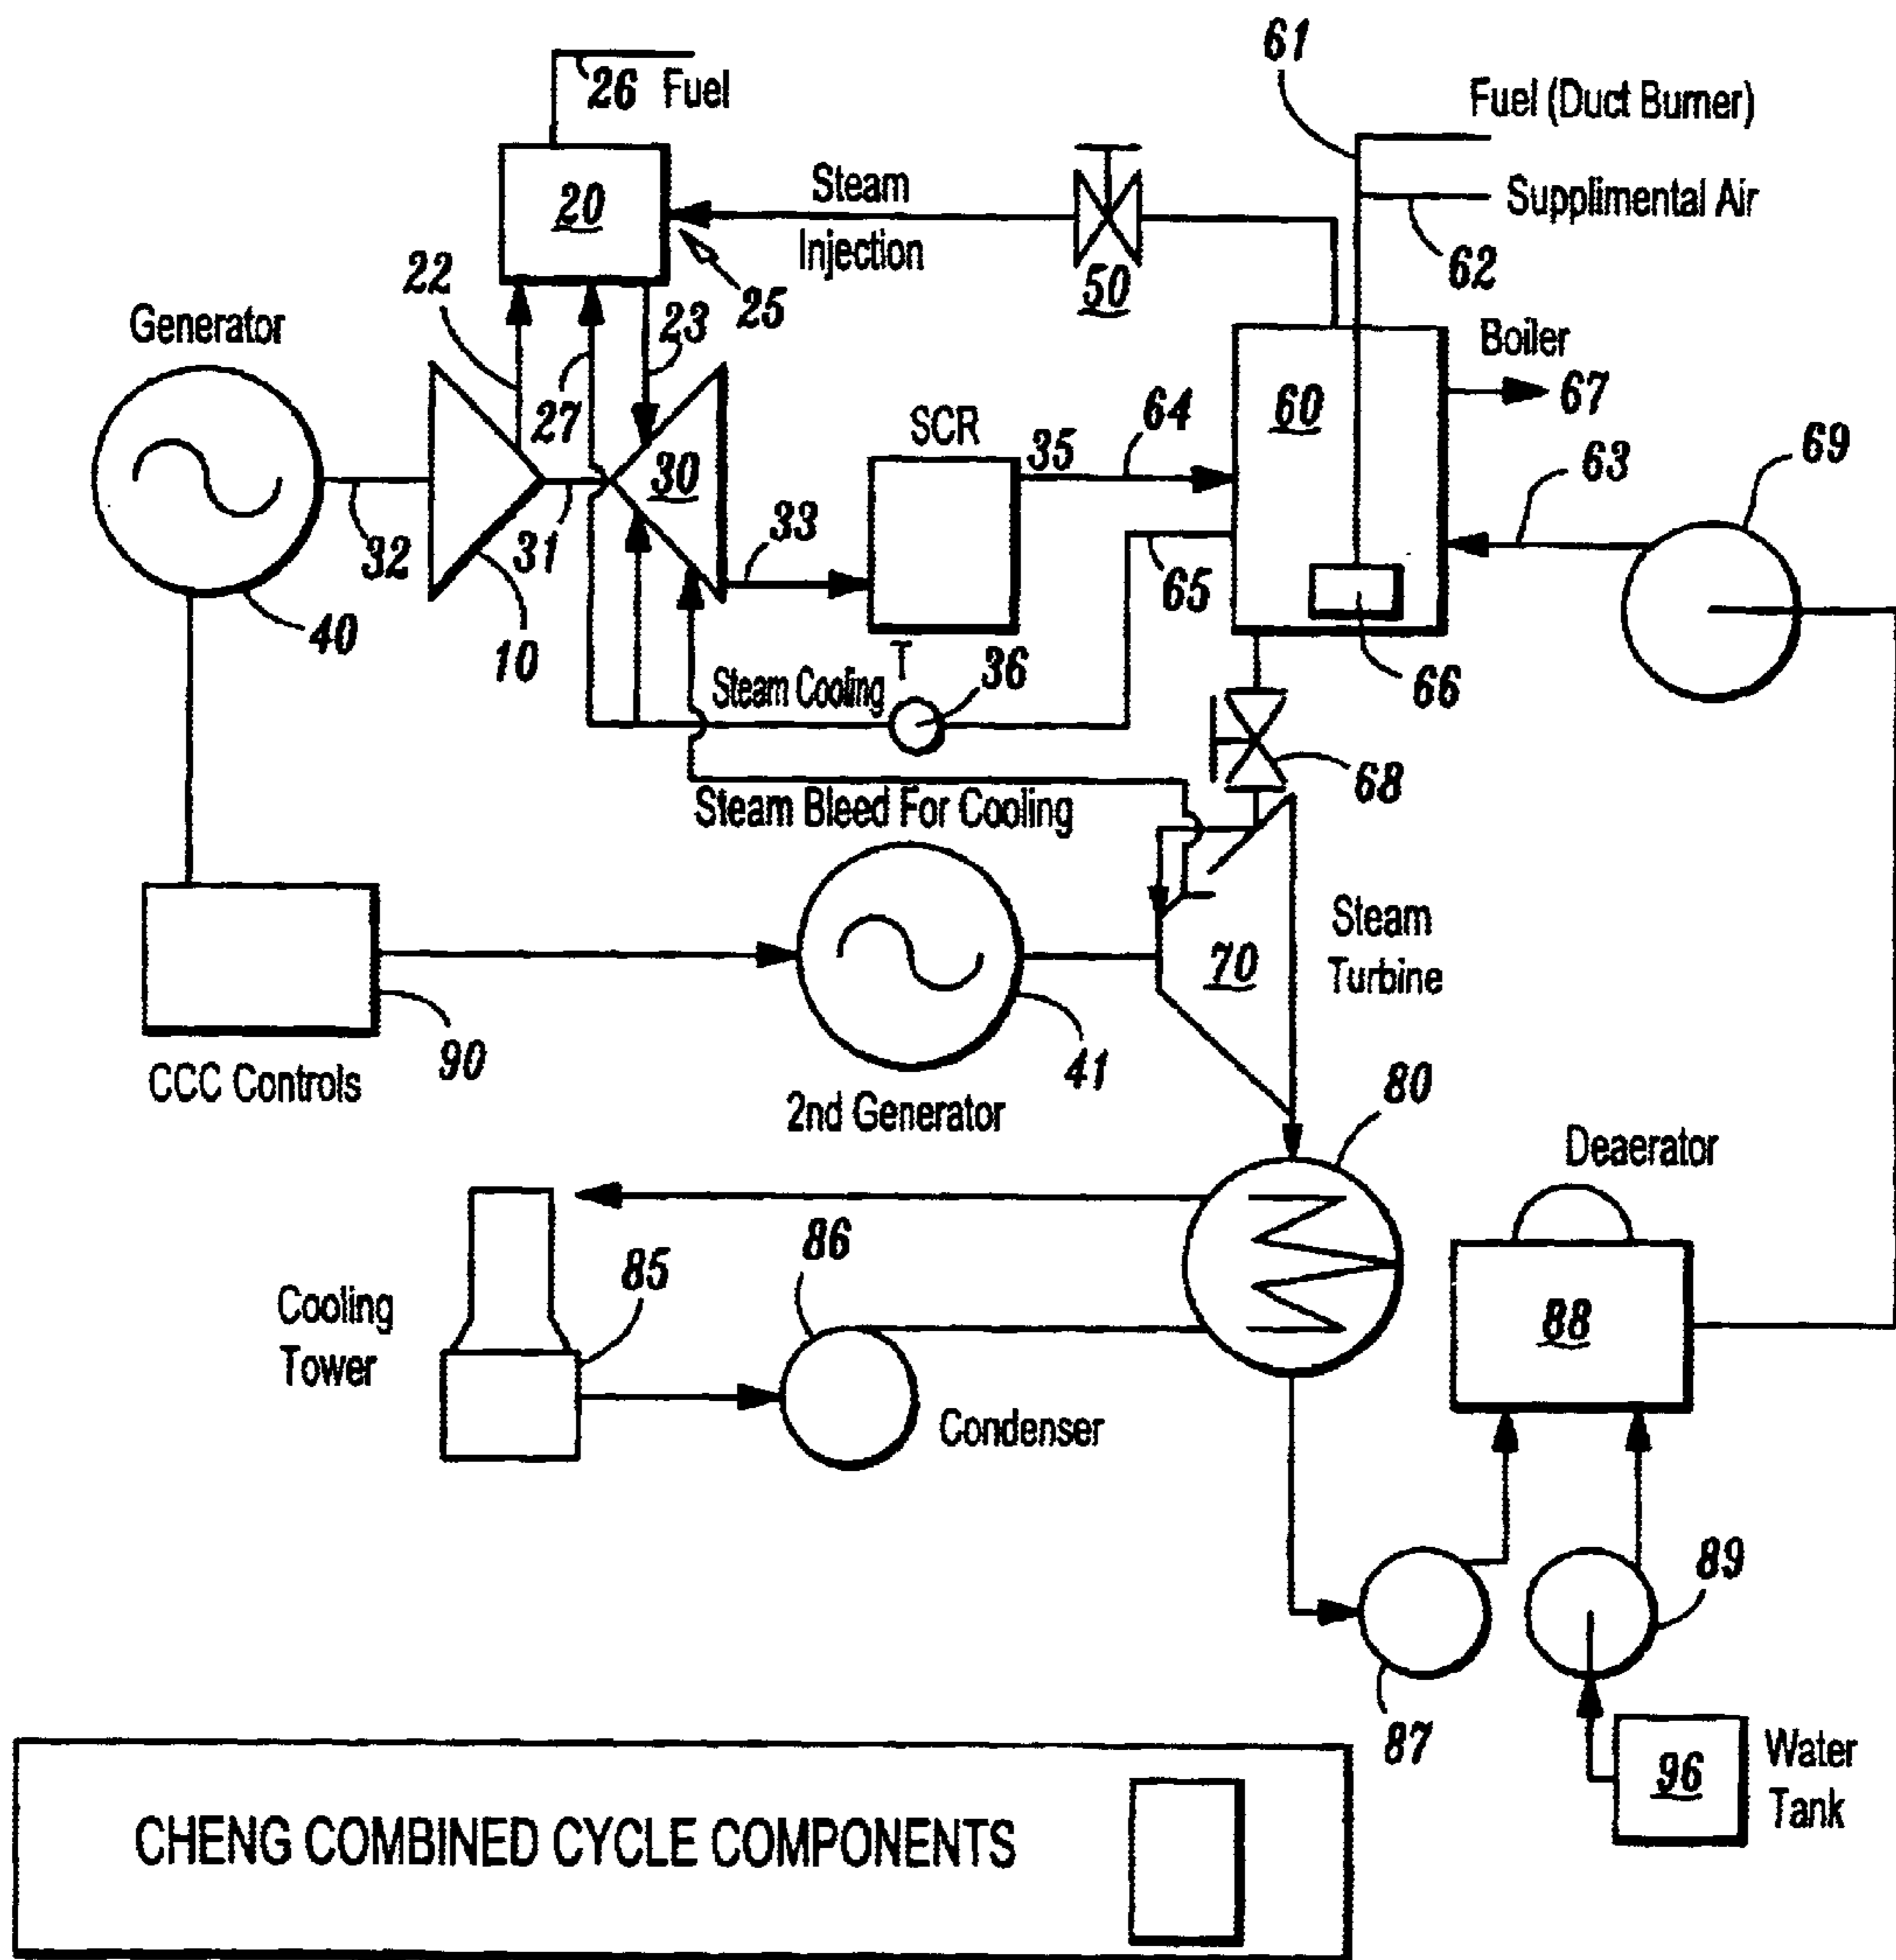 61
26 Fuel
Fuel (Duct Burner)
20
Steam
Injection
Supplimental Air
62
22
23
25
50
Generator
Boiler
27
60
67
SCR
64
69
30
35
63
32
31
33
65
40
10
T
36
66
Steam Cooling
68
Steam Bleed For Cooling
Steam
Turbine
70
90
41
CCC Controls
2nd Generator
80
Deaerator
86
85
Cooling
Tower
88
Condenser
89
87
96
Water
Tank
CHENG COMBINED CYCLE COMPONENTS